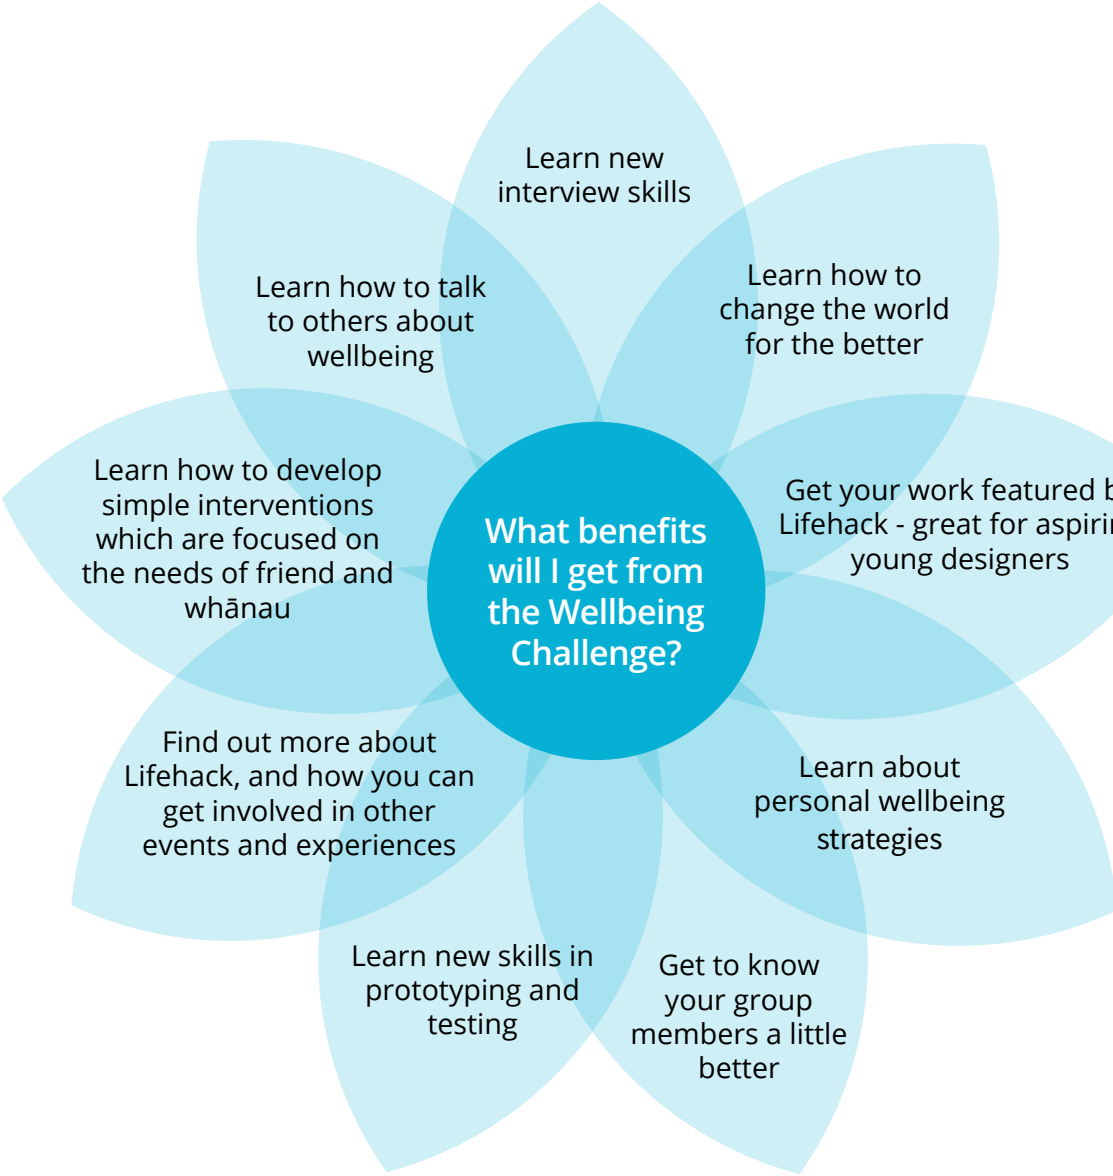 Learn new
interview skills
Learn how to
change the world
for the better
Get your work featured
Lifehack - great for
young designers
Learn about
personal wellbeing
strategies
Get to know
your group
members a little
better
Learn new skills in
prototyping and
testing
Find out more about
Lifehack, and how you can
get involved in other
events and experiences
Learn how to develop
simple interventions
which are focused on
the needs of friend and
whānau
Learn how to talk
to others about
wellbeing
What benefits
will I get from
the Wellbeing
Challenge?